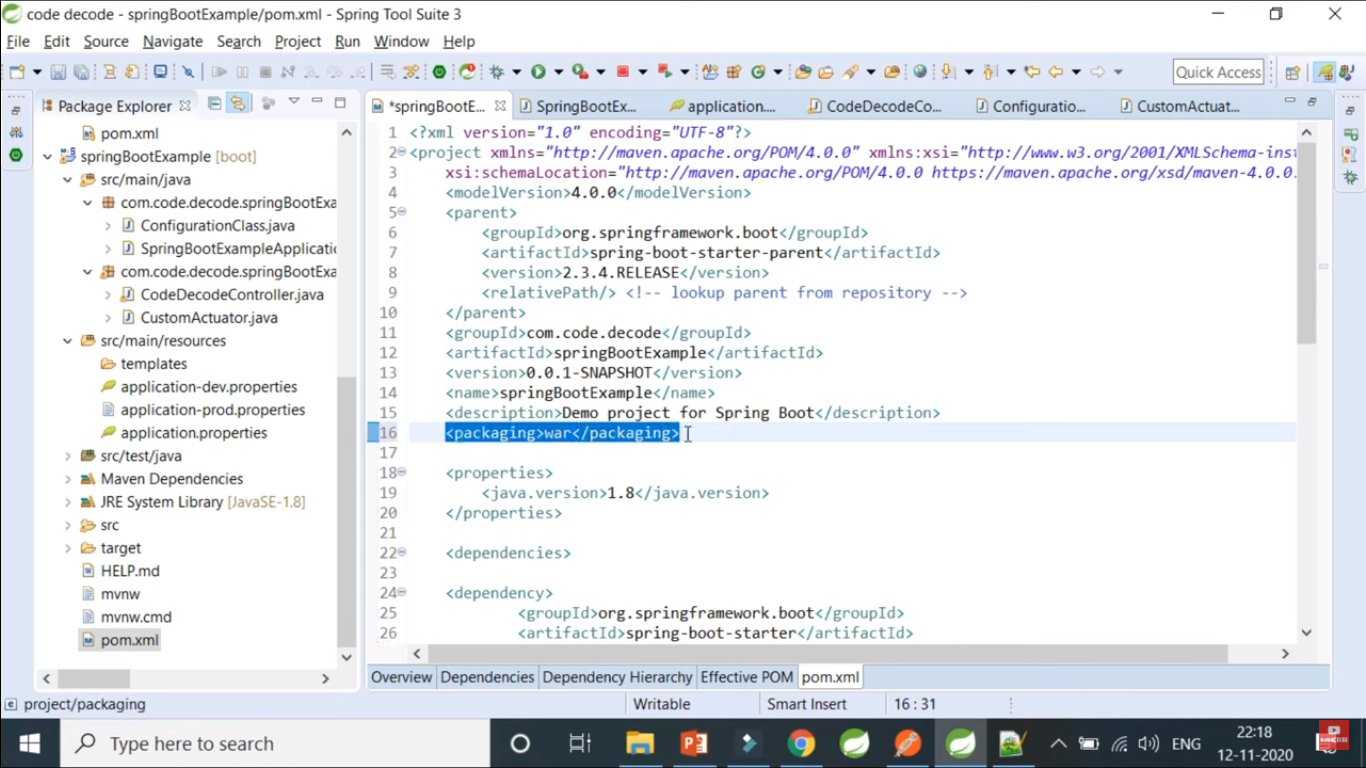 code decode - springBootExample/pom.xml - Spring Tool Suite 3
File Edit Source Navigate Search Project Run Window Help
Quick Access
Package Explorer
*springBootE...
SpringBootEx...
application....
CodeDecodeCo...
Configuratio...
CustomActuat...
pom.xml
springBootExample [boot]
src/main/java
com.code.decode.springBootExa
ConfigurationClass.java
SpringBootExampleApplicatio
com.code.decode.springBootExa
CodeDecodeController.java
CustomActuator.java
src/main/resources
templates
application-dev.properties
application-prod.properties
application.properties
src/test/java
Maven Dependencies
JRE System Library [JavaSE-1.8]
src
target
HELP.md
mvnw
mvnw.cmd
pom.xml
1 <?xml version="1.0" encoding="UTF-8"?>
2 <project xmlns="http://maven.apache.org/POM/4.0.0" xmlns:xsi="http://www.w3.org/2001/XMLSchema-inst
3 xsi:schemaLocation="http://maven.apache.org/POM/4.0.0 https://maven.apache.org/xsd/maven-4.0.0.
4 <modelVersion>4.0.0</modelVersion>
5 <parent>
6 <groupId>org.springframework.boot</groupId>
7 <artifactId>spring-boot-starter-parent</artifactId>
8 <version>2.3.4.RELEASE</version>
9 <relativePath/> <!-- lookup parent from repository -->
10 </parent>
11 <groupId>com.code.decode</groupId>
12 <artifactId>springBootExample</artifactId>
13 <version>0.0.1-SNAPSHOT</version>
14 <name>springBootExample</name>
15 <description>Demo project for Spring Boot</description>
16 <packaging>war</packaging>
17
18 <properties>
19 <java.version>1.8</java.version>
20 </properties>
21
22 <dependencies>
23
24 <dependency>
25 <groupId>org.springframework.boot</groupId>
26 <artifactId>spring-boot-starter</artifactId>
Overview Dependencies Dependency Hierarchy Effective POM pom.xml
project/packaging
Writable
Smart Insert
16 : 31
Type here to search
ENG
22:18
12-11-2020